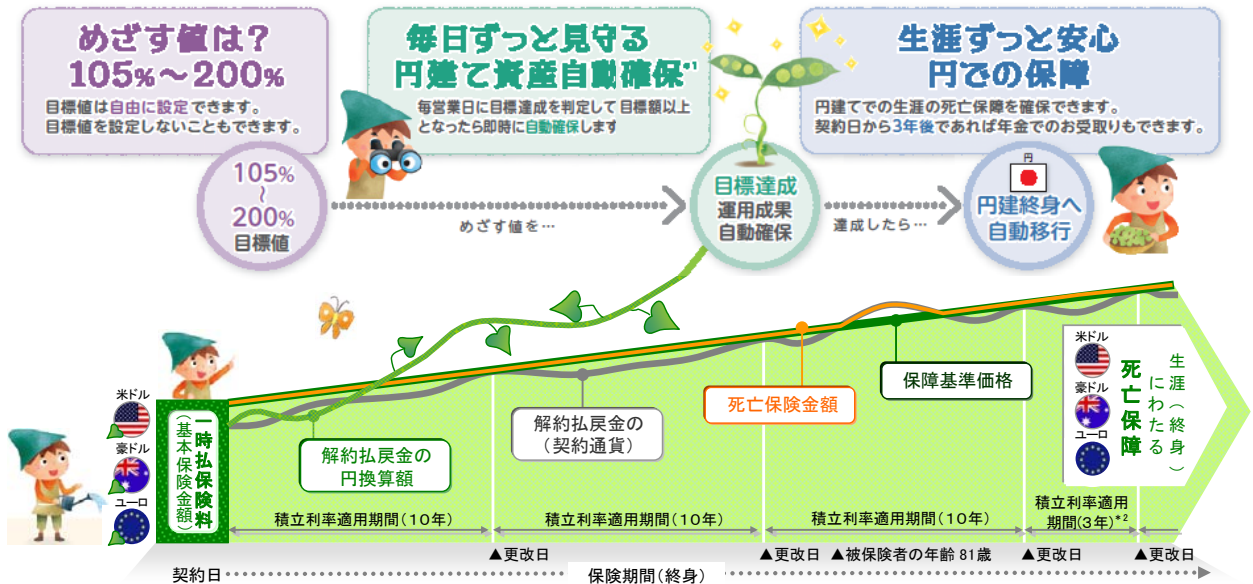 めざす値は？
105%～200%
目標値は自由に設定できます。
目標値を設定しないこともできます。
毎日ずっと見守る
円建て資産自動確保*1
毎営業日に目標達成を判定して目標額以上
となったら即時に自動確保します
生涯ずっと安心
円での保障
円建てでの生涯の死亡保障を確保できます。
契約日から3年後であれば年金でのお受取りもできます。
105%
～
200%
目標値
めざす値を…
目標達成
運用成果
自動確保
達成したら…
円
円建終身へ
自動移行
米ドル
豪ドル
ユーロ
一時払保険料
（基本保険金額）
解約払戻金の
円換算額
解約払戻金の
（契約通貨）
死亡保険金額
保障基準価格
米ドル
豪ドル
ユーロ
生涯（終身）
にわたる
死亡保障
積立利率適用期間（10年）
積立利率適用期間（10年）
積立利率適用期間（10年）
積立利率適用
期間（3年）*2
▲更改日
▲更改日
▲被保険者の年齢 81歳
▲更改日
▲更改日
契約日
保険期間（終身）